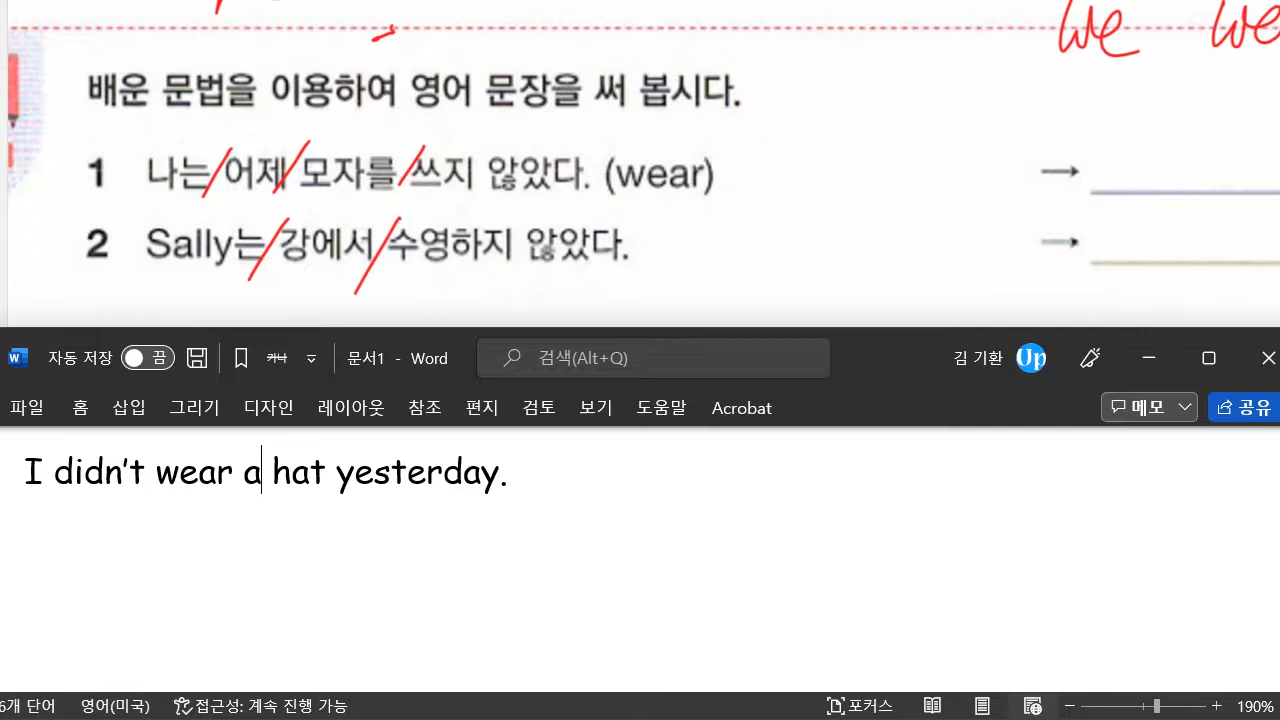 we we
배운 문법을 이용하여 영어 문장을 써 봅시다.
1 나는 어제 모자를 쓰지 않았다. (wear) →
2 Sally는 강에서 수영하지 않았다. →
자동 저장 끔 가나 문서1 - Word 검색(Alt+Q) 김 기환 Up
파일 홈 삽입 그리기 디자인 레이아웃 참조 편지 검토 보기 도움말 Acrobat 메모 공유
I didn't wear a hat yesterday.
6개 단어 영어(미국) 접근성: 계속 진행 가능 포커스 − + 190%